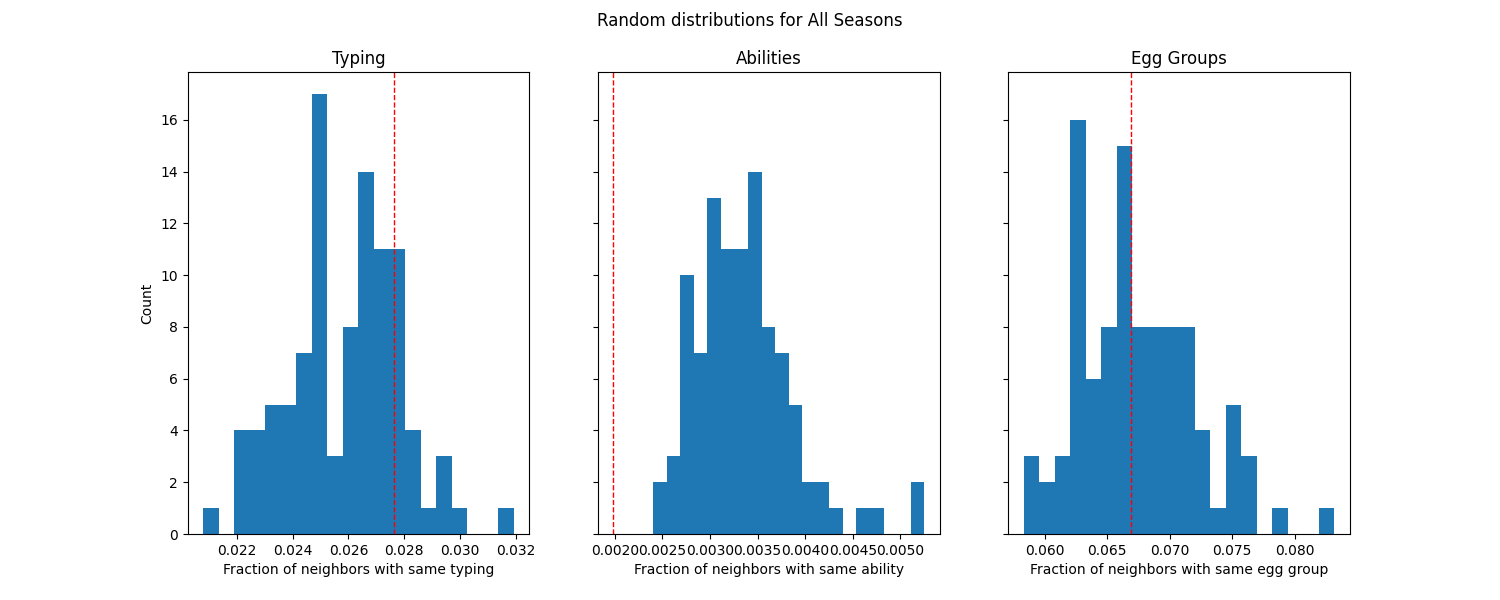 Random distributions for All Seasons
Typing
Abilities
Egg Groups
Count
16
14
12
10
8
6
4
2
0
0.022 0.024 0.026 0.028 0.030 0.032
0.0020 0.0025 0.0030 0.0035 0.0040 0.0045 0.0050
0.060 0.065 0.070 0.075 0.080
Fraction of neighbors with same typing
Fraction of neighbors with same ability
Fraction of neighbors with same egg group